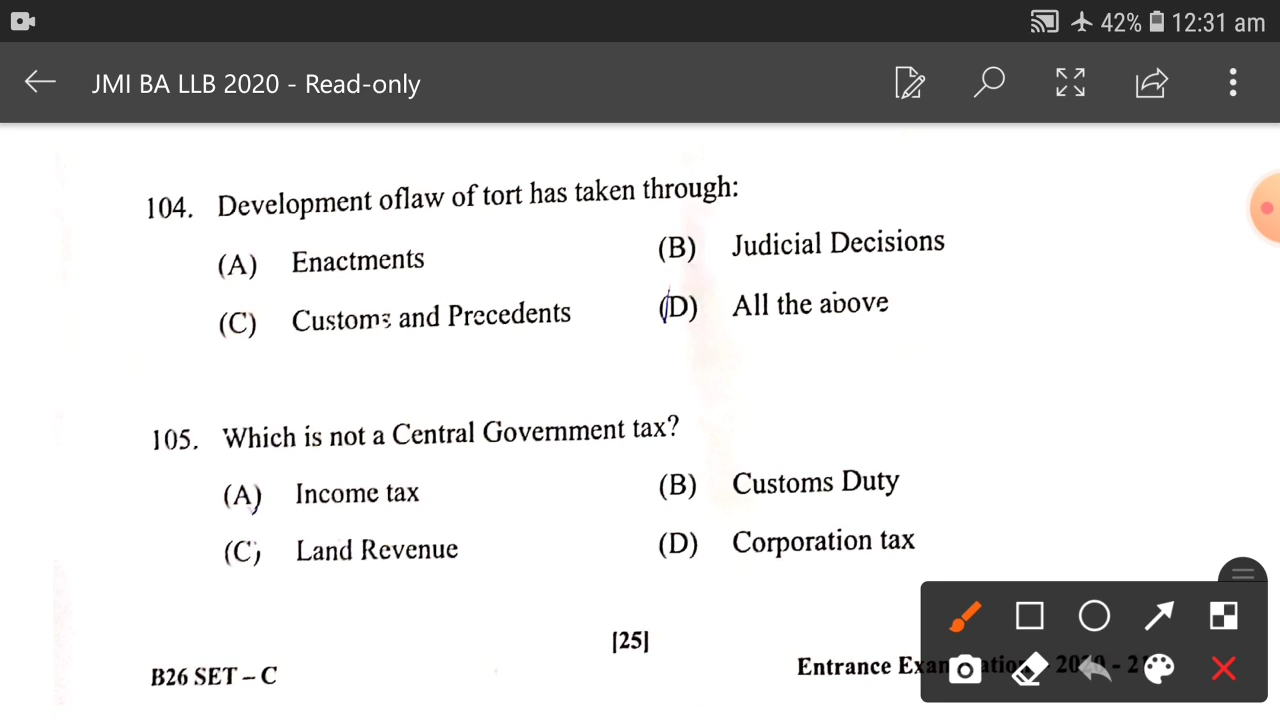 42% 12:31 am
JMI BA LLB 2020 - Read-only
104. Development oflaw of tort has taken through:
(A) Enactments (B) Judicial Decisions
(C) Customs and Precedents (D) All the above
105. Which is not a Central Government tax?
(A) Income tax (B) Customs Duty
(C) Land Revenue (D) Corporation tax
[25]
B26 SET – C Entrance